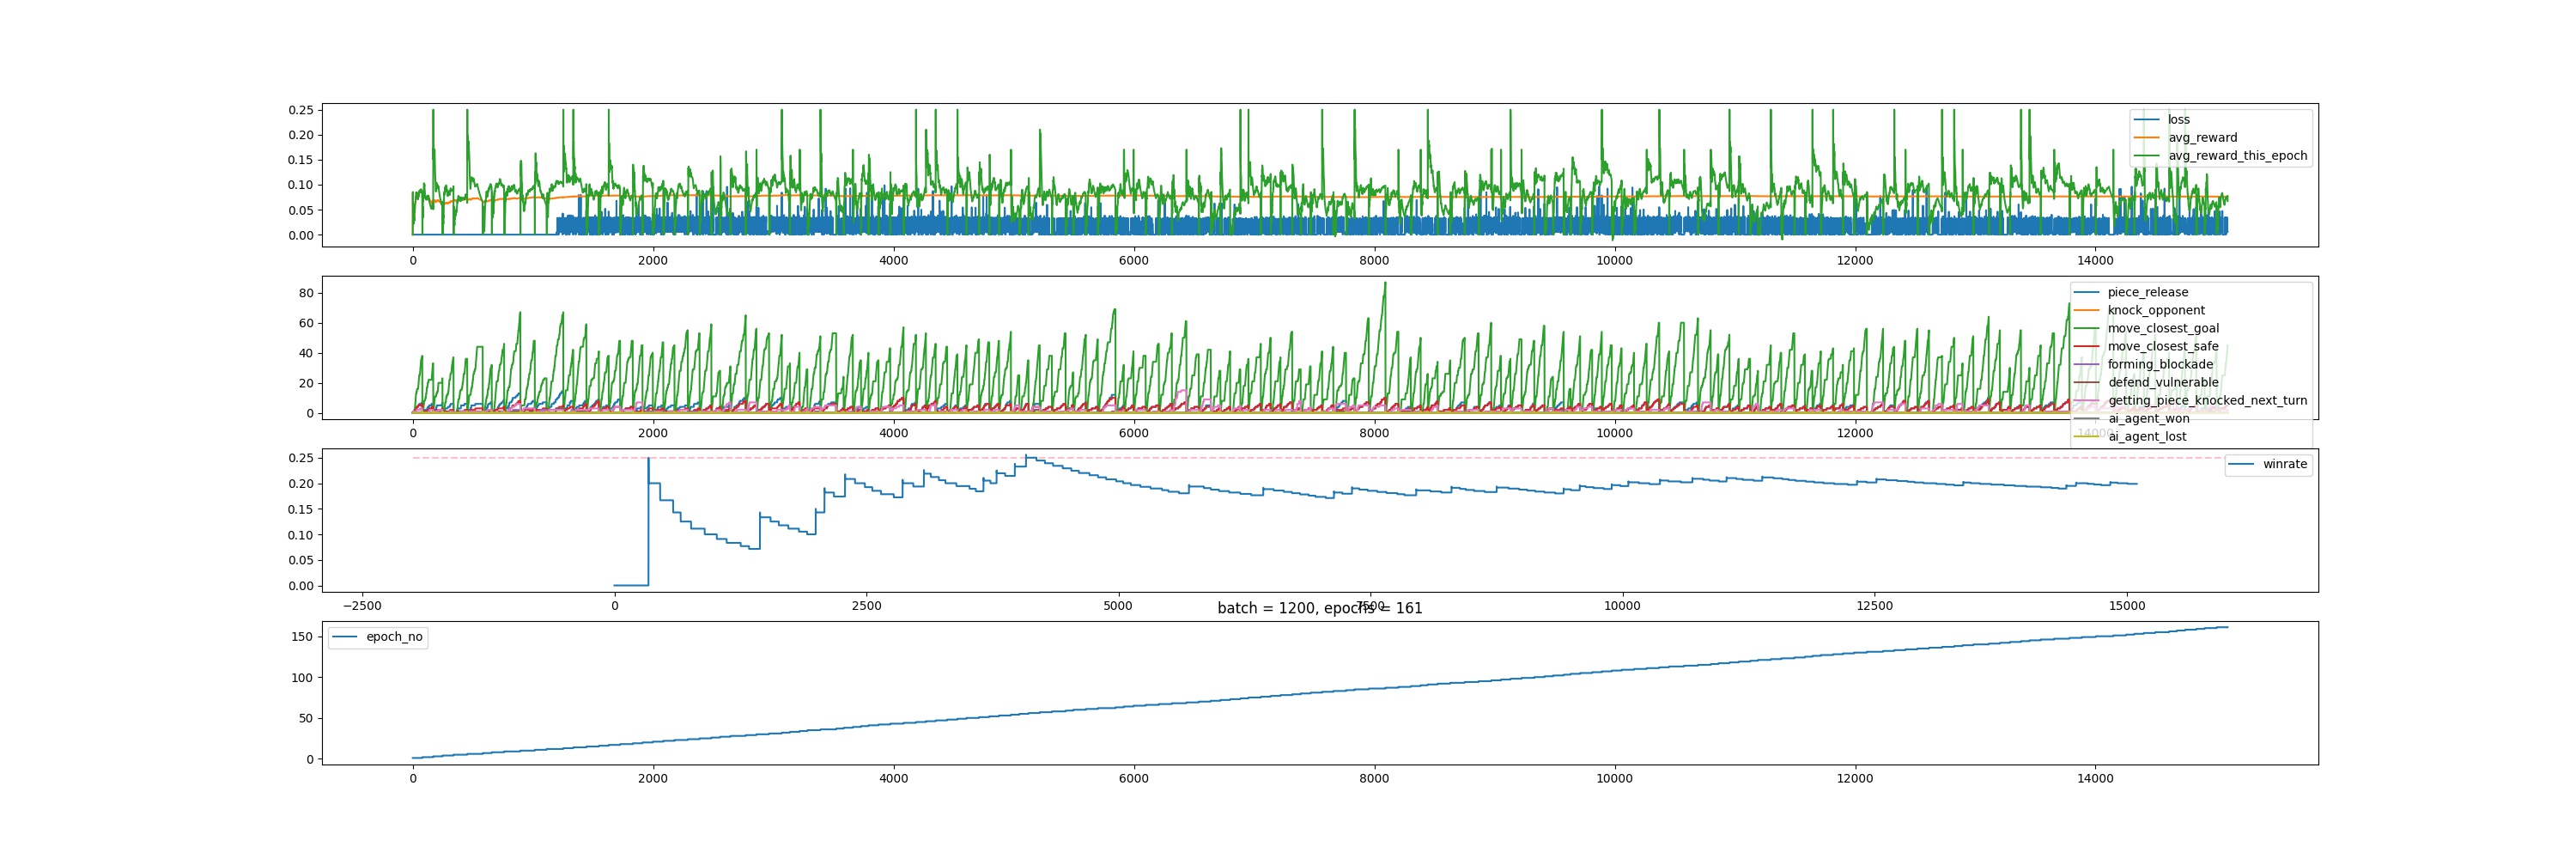 0.25
0.20
0.15
0.10
0.05
0.00
loss
avg_reward
avg_reward_this_epoch
0 2000 4000 6000 8000 10000 12000 14000
80
60
40
20
0
piece_release
knock_opponent
move_closest_goal
move_closest_safe
forming_blockade
defend_vulnerable
getting_piece_knocked_next_turn
ai_agent_won
ai_agent_lost
0 2000 4000 6000 8000 10000 12000 14000
0.25
0.20
0.15
0.10
0.05
0.00
winrate
−2500 0 2500 5000 7500 10000 12500 15000
batch = 1200, epochs = 161
150
100
50
0
epoch_no
0 2000 4000 6000 8000 10000 12000 14000